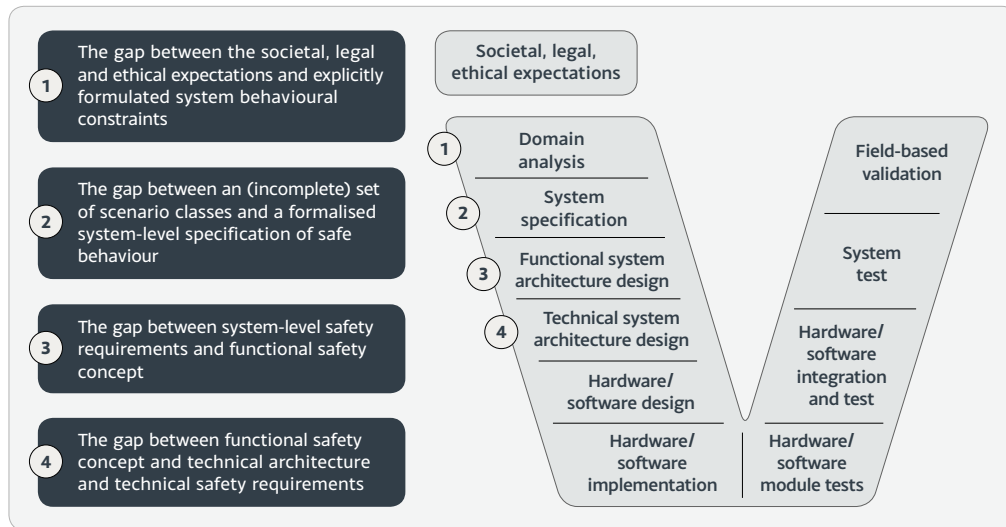 1
The gap between the societal, legal
and ethical expectations and explicitly
formulated system behavioural
constraints
2
The gap between an (incomplete) set
of scenario classes and a formalised
system-level specification of safe
behaviour
3
The gap between system-level safety
requirements and functional safety
concept
4
The gap between functional safety
concept and technical architecture
and technical safety requirements
Societal, legal,
ethical expectations
1
Domain
analysis
2
System
specification
3
Functional system
architecture design
4
Technical system
architecture design
Hardware/
software design
Hardware/
software
implementation
Field-based
validation
System
test
Hardware/
software
integration
and test
Hardware/
software
module tests